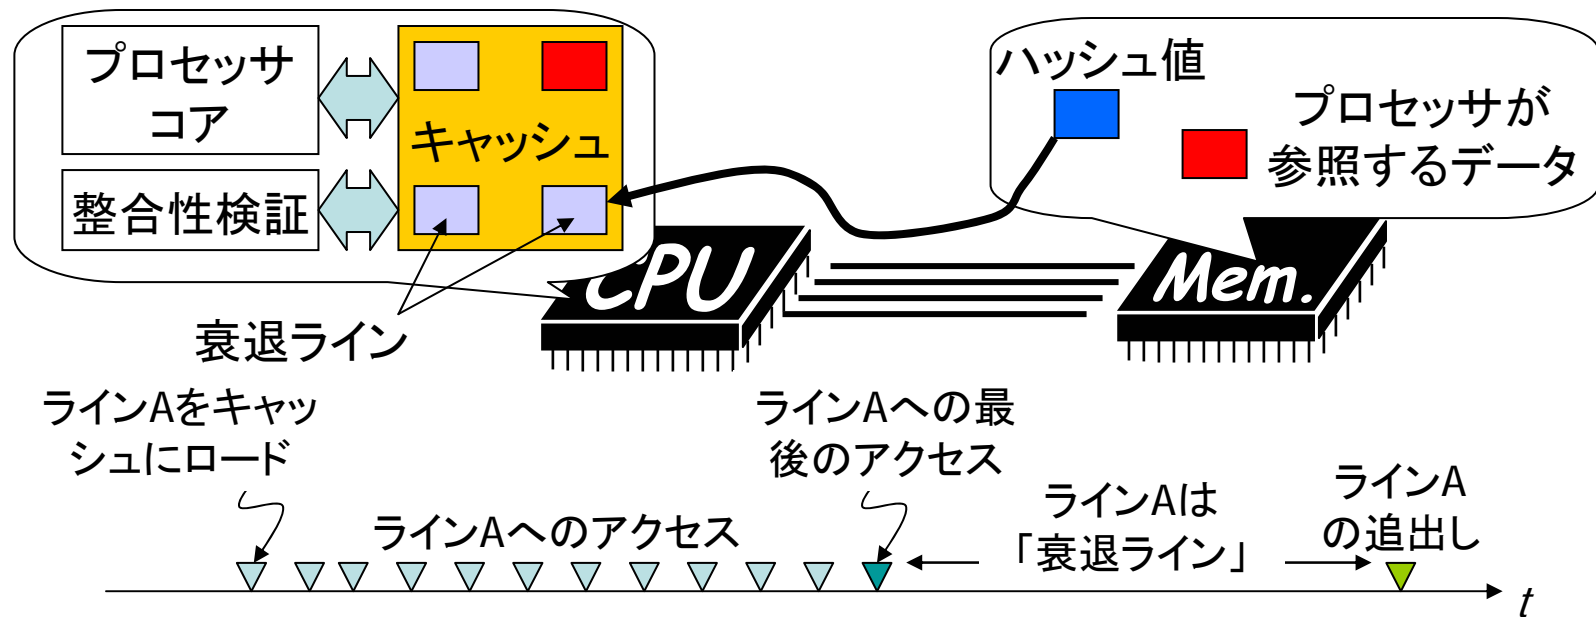 プロセッサ
コア
キャッシュ
整合性検証
ハッシュ値
プロセッサが
参照するデータ
CPU
Mem.
衰退ライン
ラインAをキャッ
シュにロード
ラインAへのアクセス
ラインAへの最
後のアクセス
ラインAは
「衰退ライン」
ラインA
の追出し
t